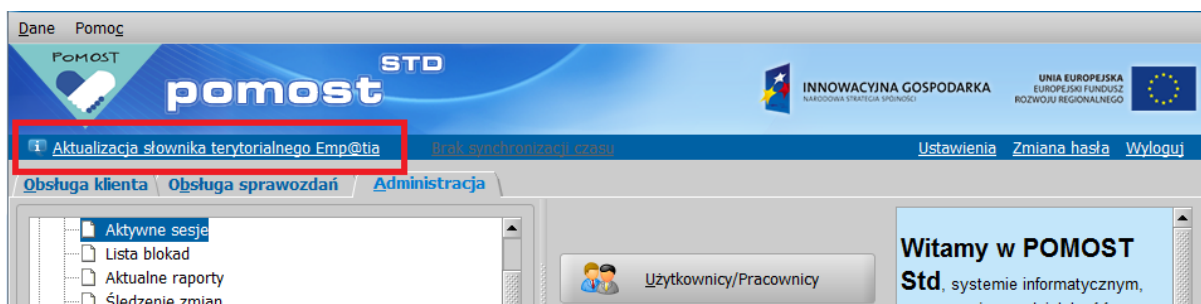 Dane Pomoc
POMOST
pomost STD
INNOWACYJNA GOSPODARKA
NARODOWA STRATEGIA SPÓJNOŚCI
UNIA EUROPEJSKA
EUROPEJSKI FUNDUSZ
ROZWOJU REGIONALNEGO
Aktualizacja słownika terytorialnego Emp@tia Brak synchronizacji czasu Ustawienia Zmiana hasła Wyloguj
Obsługa klienta Obsługa sprawozdań Administracja
Aktywne sesje
Lista blokad
Aktualne raporty
Śledzenie zmian
Użytkownicy/Pracownicy
Witamy w POMOST
Std, systemie informatycznym,